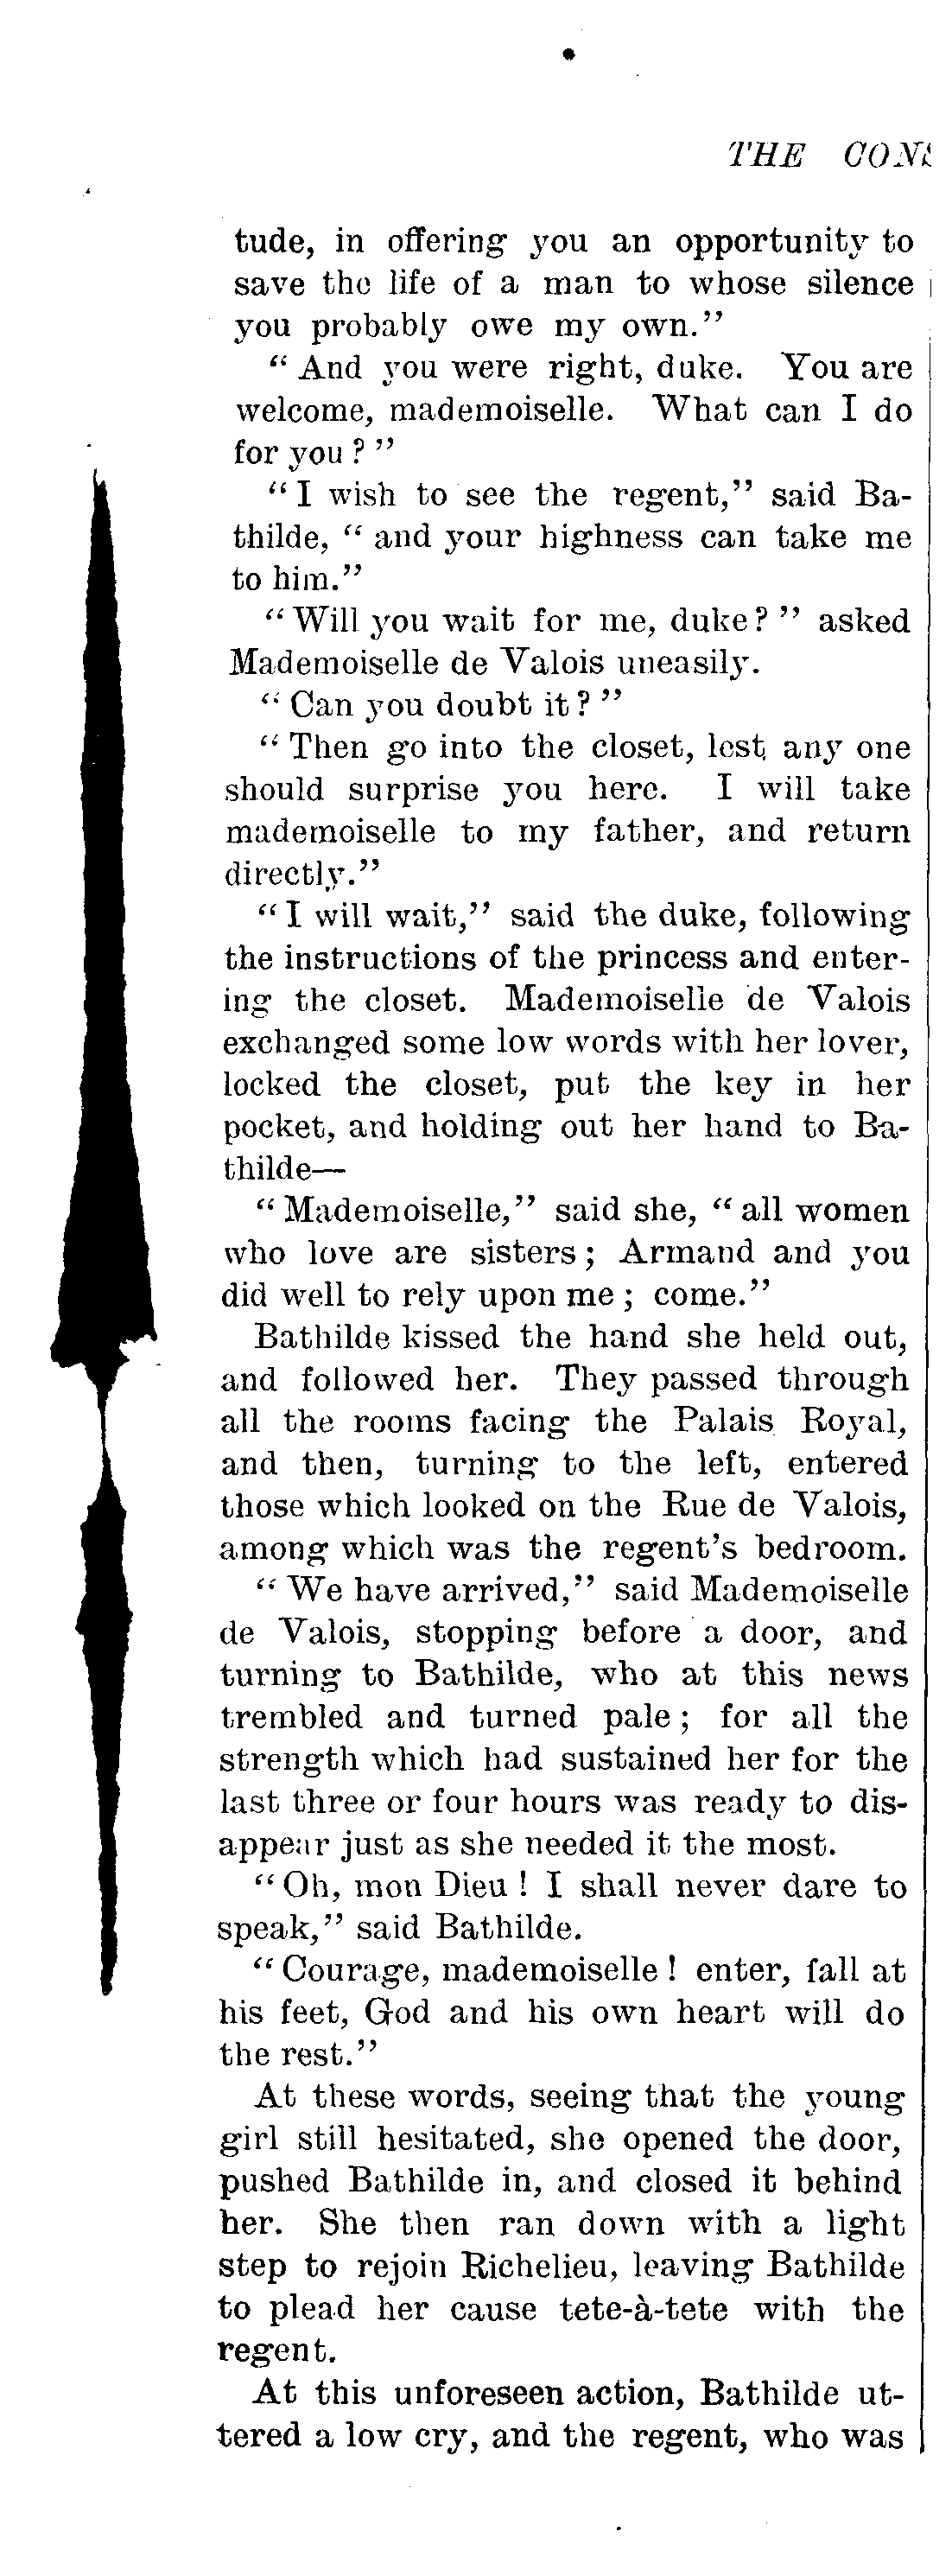 THE CONS
tude, in offering you an opportunity to
save the life of a man to whose silence
you probably owe my own."
"And you were right, duke. You are
welcome, mademoiselle. What can I do
for you?"
"I wish to see the regent," said Ba-
thilde, "and your highness can take me
to him."
"Will you wait for me, duke?" asked
Mademoiselle de Valois uneasily.
"Can you doubt it?"
"Then go into the closet, lest any one
should surprise you here. I will take
mademoiselle to my father, and return
directly."
"I will wait," said the duke, following
the instructions of the princess and enter-
ing the closet. Mademoiselle de Valois
exchanged some low words with her lover,
locked the closet, put the key in her
pocket, and holding out her hand to Ba-
thilde—
"Mademoiselle," said she, "all women
who love are sisters; Armand and you
did well to rely upon me; come."
Bathilde kissed the hand she held out,
and followed her. They passed through
all the rooms facing the Palais Royal,
and then, turning to the left, entered
those which looked on the Rue de Valois,
among which was the regent's bedroom.
"We have arrived," said Mademoiselle
de Valois, stopping before a door, and
turning to Bathilde, who at this news
trembled and turned pale; for all the
strength which had sustained her for the
last three or four hours was ready to dis-
appear just as she needed it the most.
"Oh, mon Dieu! I shall never dare to
speak," said Bathilde.
"Courage, mademoiselle! enter, fall at
his feet, God and his own heart will do
the rest."
At these words, seeing that the young
girl still hesitated, she opened the door,
pushed Bathilde in, and closed it behind
her. She then ran down with a light
step to rejoin Richelieu, leaving Bathilde
to plead her cause tete-à-tete with the
regent.
At this unforeseen action, Bathilde ut-
tered a low cry, and the regent, who was